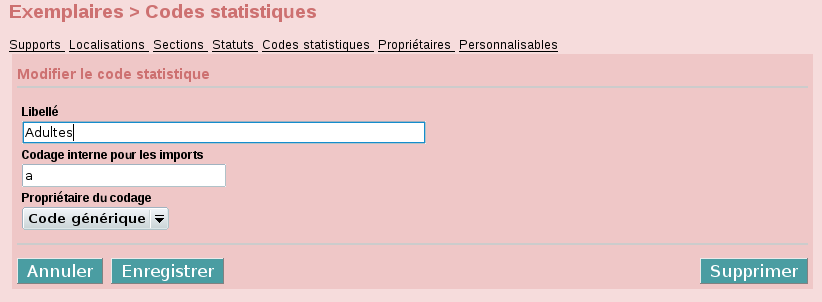 Exemplaires > Codes statistiques
Supports Localisations Sections Statuts Codes statistiques Propriétaires Personnalisables
Modifier le code statistique
Libellé
Adultes
Codage interne pour les imports
a
Propriétaire du codage
Code générique
Annuler Enregistrer Supprimer